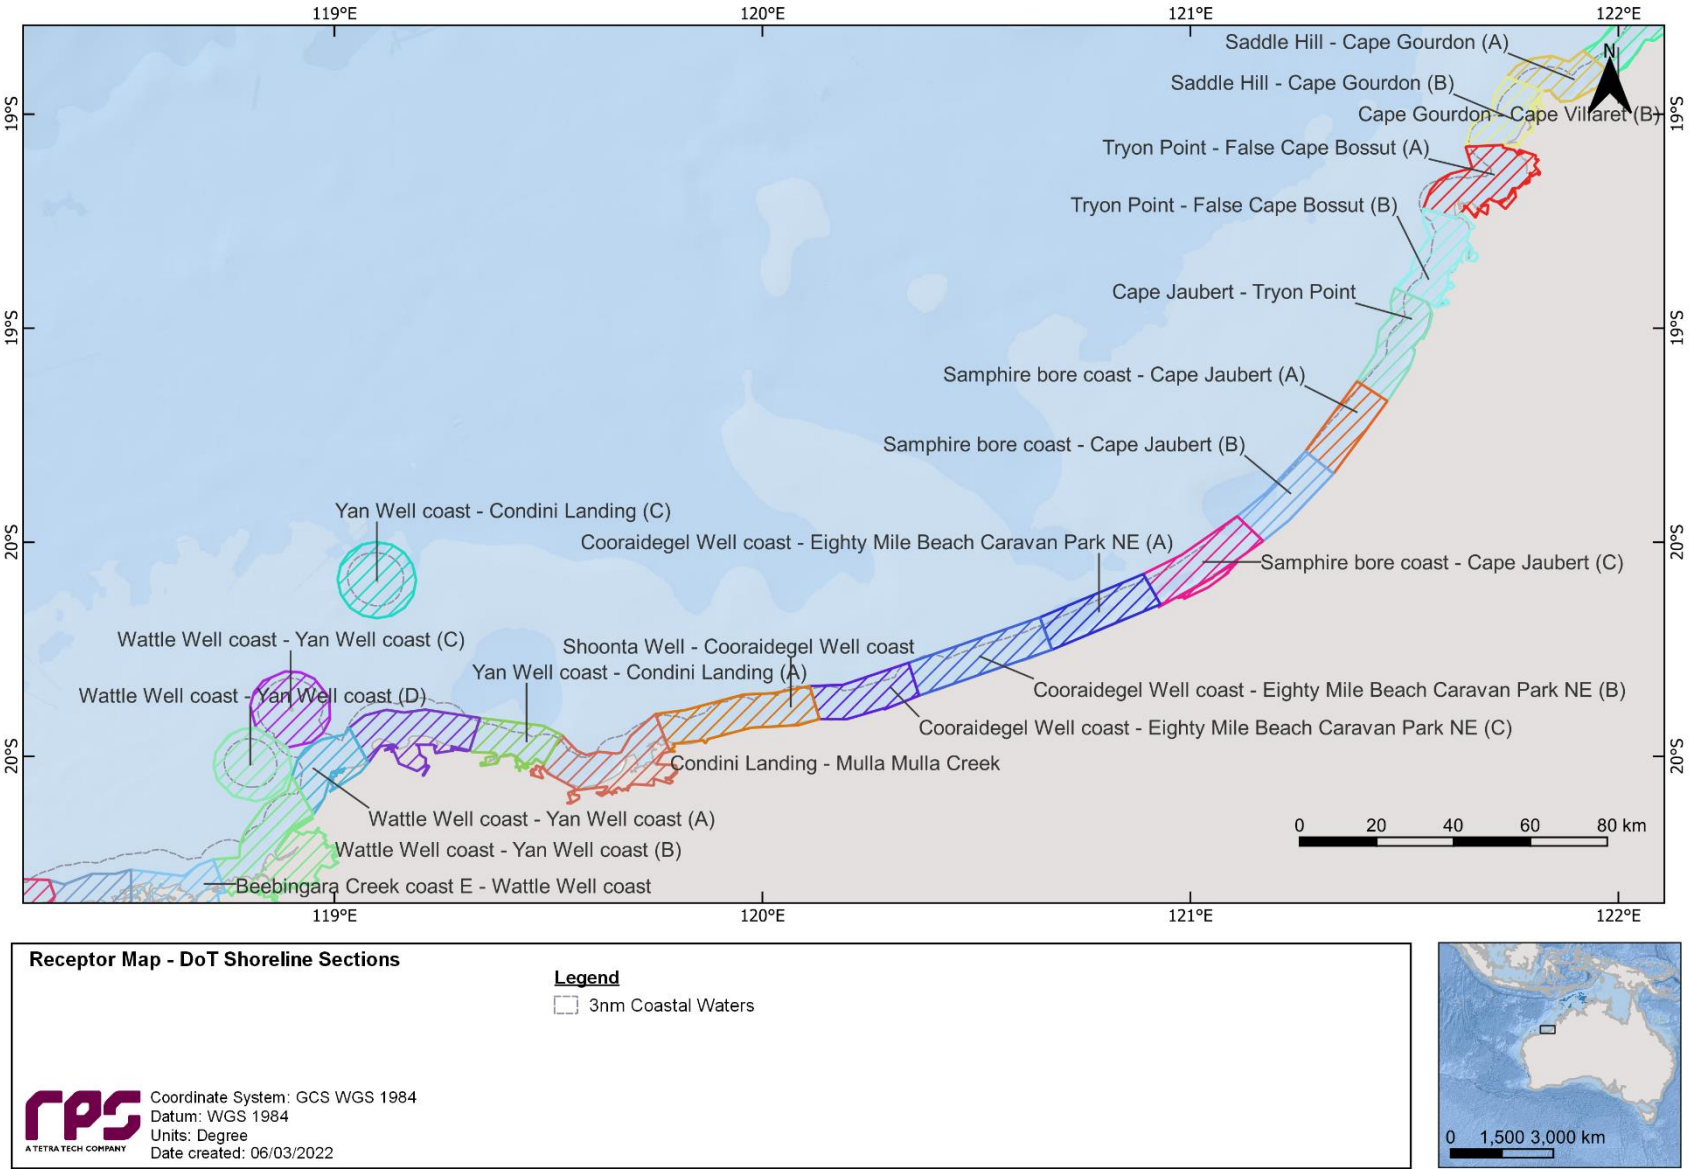 119°E 120°E 121°E 122°E
Saddle Hill - Cape Gourdon (A)
N
Saddle Hill - Cape Gourdon (B)
19°S
Cape Gourdon - Cape Villaret (B)
19°S
Tryon Point - False Cape Bossut (A)
Tryon Point - False Cape Bossut (B)
Cape Jaubert - Tryon Point
19°S
19°S
Samphire bore coast - Cape Jaubert (A)
Samphire bore coast - Cape Jaubert (B)
Yan Well coast - Condini Landing (C)
20°S
Cooraidegel Well coast - Eighty Mile Beach Caravan Park NE (A)
20°S
Samphire bore coast - Cape Jaubert (C)
Wattle Well coast - Yan Well coast (C)
Shoonta Well - Cooraidegel Well coast
Yan Well coast - Condini Landing (A)
Wattle Well coast - Yan Well coast (D)
Cooraidegel Well coast - Eighty Mile Beach Caravan Park NE (B)
Cooraidegel Well coast - Eighty Mile Beach Caravan Park NE (C)
20°S
Condini Landing - Mulla Mulla Creek
20°S
Wattle Well coast - Yan Well coast (A)
0 20 40 60 80 km
Wattle Well coast - Yan Well coast (B)
Beebingara Creek coast E - Wattle Well coast
119°E 120°E 121°E 122°E
Receptor Map - DoT Shoreline Sections
Legend
3nm Coastal Waters
rps
A TETRA TECH COMPANY
Coordinate System: GCS WGS 1984
Datum: WGS 1984
Units: Degree
Date created: 06/03/2022
0 1,500 3,000 km